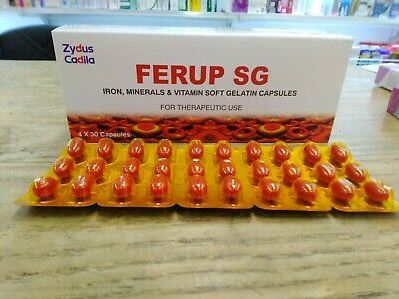 Zydus
Cadila
FERUP SG
IRON, MINERALS & VITAMIN SOFT GELATIN CAPSULES
FOR THERAPEUTIC USE
4 X 30 Capsules